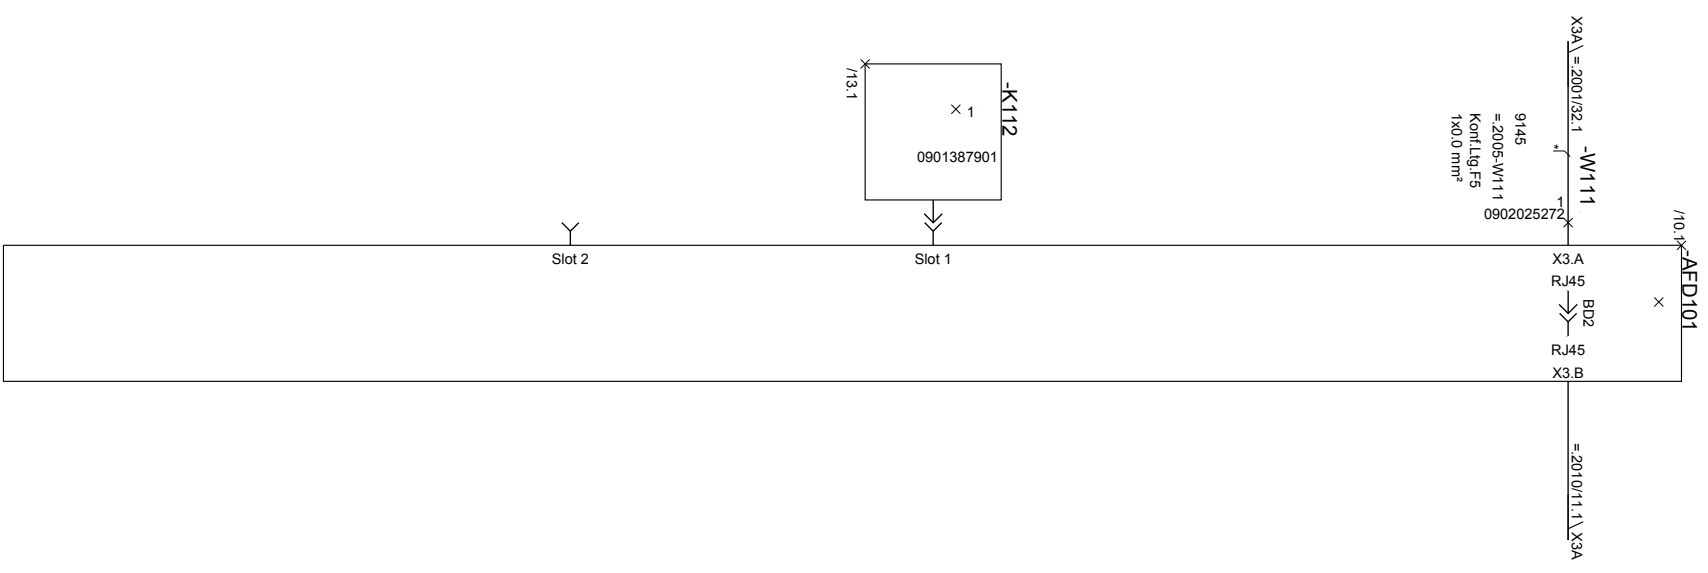 X3A\ =.2001/32.1
-W111
9145
=.2005-W111
Konf.Ltg.F5
1x0.0 mm²
*
1
0902025272
/10.1
-AFD101
/13.1
-K112
1
0901387901
Slot 2
Slot 1
X3.A
RJ45
BD2
RJ45
X3.B
=.2010/11.1\ X3A